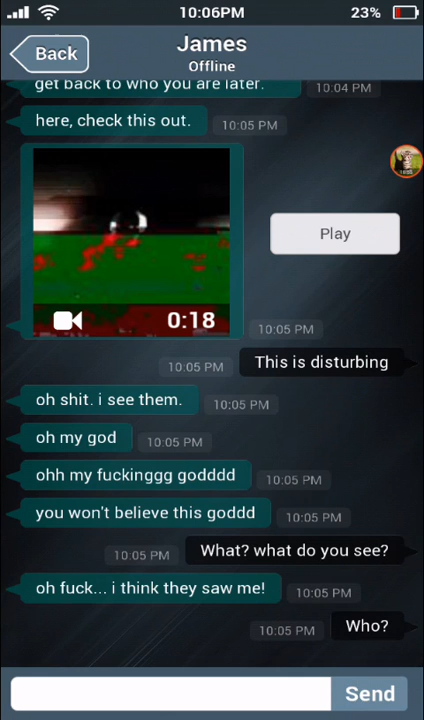 10:06PM
23%
Back
James
Offline
get back to who you are later.
10:04 PM
here, check this out.
10:05 PM
Play
0:18
10:05 PM
10:05 PM
This is disturbing
oh shit. i see them.
10:05 PM
oh my god
10:05 PM
ohh my fuckinggg godddd
10:05 PM
you won't believe this goddd
10:05 PM
10:05 PM
What? what do you see?
oh fuck... i think they saw me!
10:05 PM
10:05 PM
Who?
Send